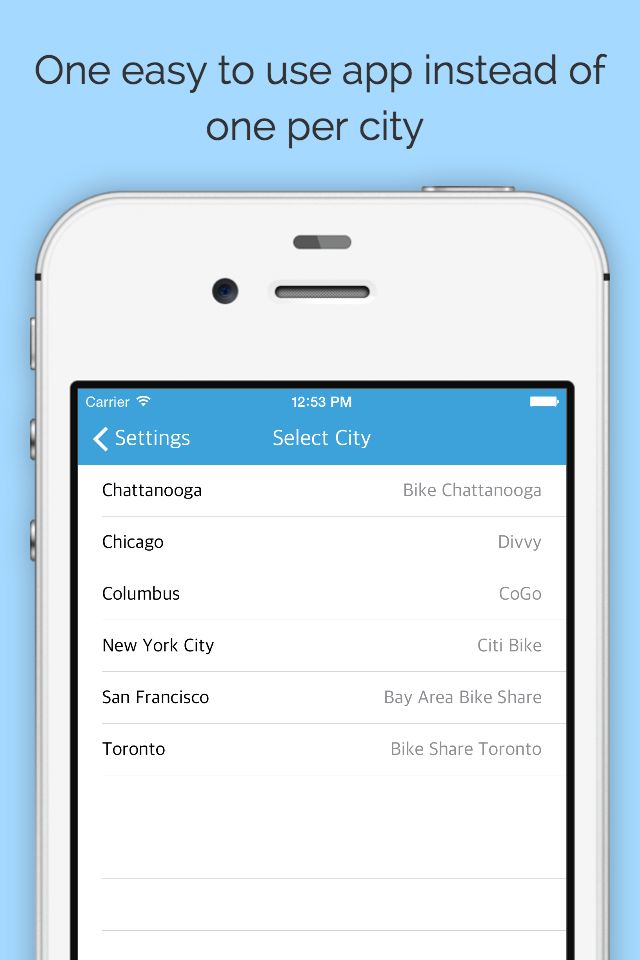 One easy to use app instead of
one per city
Carrier 12:53 PM
Settings Select City
Chattanooga Bike Chattanooga
Chicago Divvy
Columbus CoGo
New York City Citi Bike
San Francisco Bay Area Bike Share
Toronto Bike Share Toronto